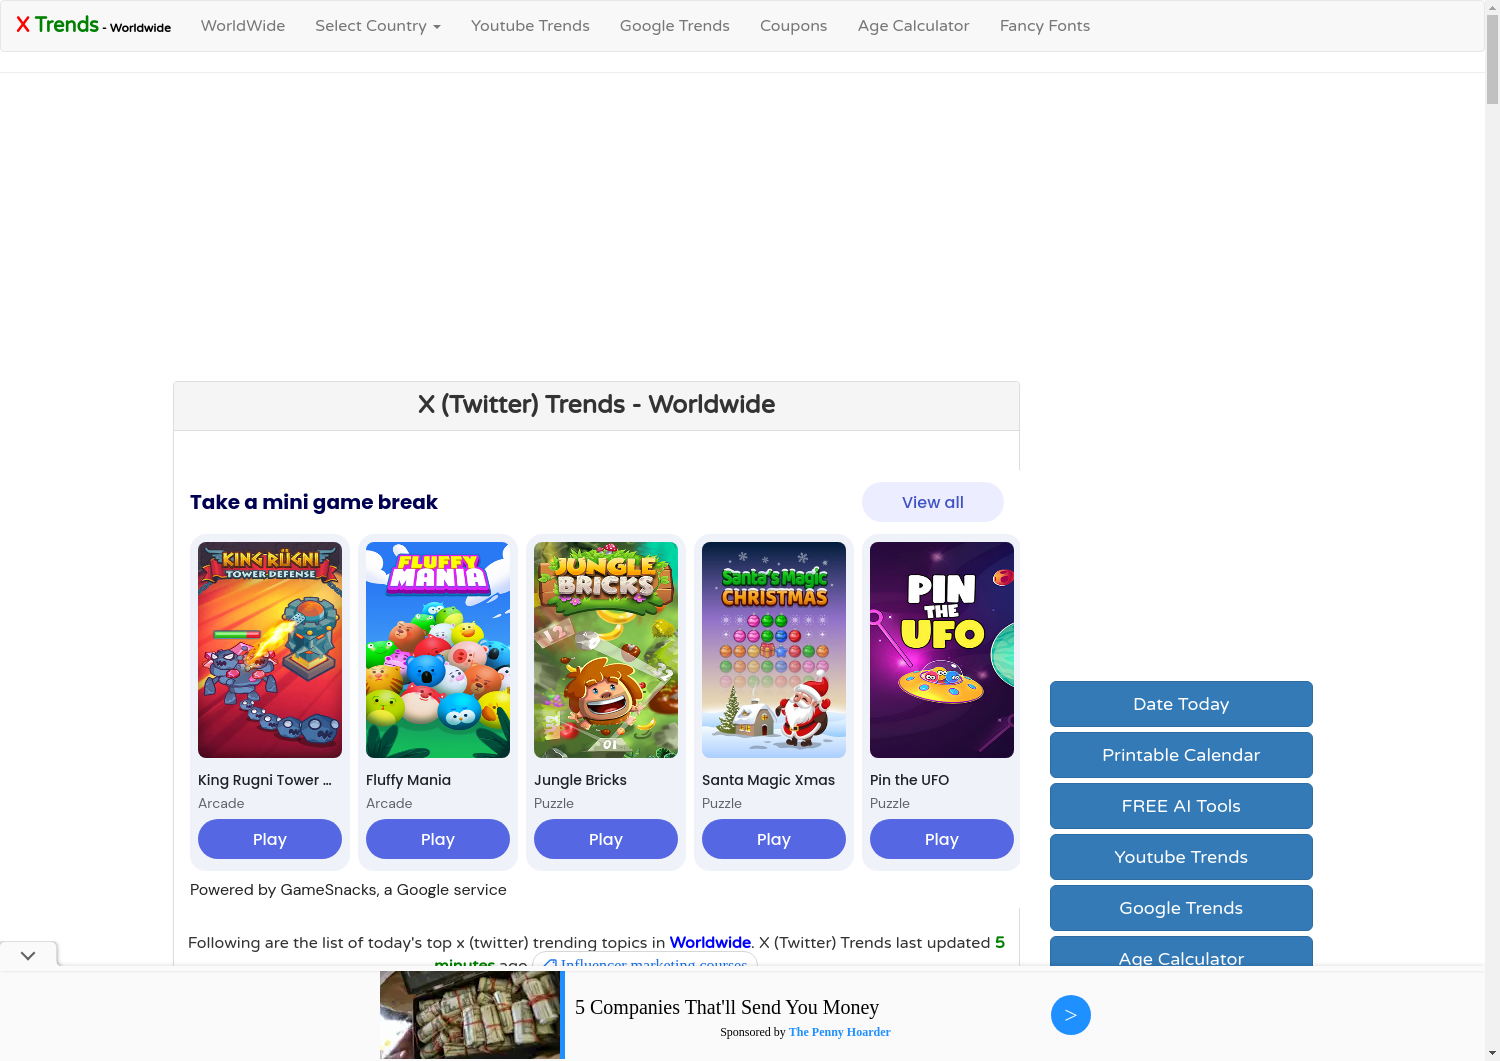 X Trends - Worldwide
WorldWide
Select Country
Youtube Trends
Google Trends
Coupons
Age Calculator
Fancy Fonts
X (Twitter) Trends - Worldwide
Take a mini game break
View all
KING RÜGNI
TOWER·DEFENSE
FLUFFY
MANIA
JUNGLE
BRICKS
Santa's Magic
CHRISTMAS
PIN
THE
UFO
King Rugni Tower ...
Arcade
Play
Fluffy Mania
Arcade
Play
Jungle Bricks
Puzzle
Play
Santa Magic Xmas
Puzzle
Play
Pin the UFO
Puzzle
Play
Powered by GameSnacks, a Google service
Date Today
Printable Calendar
FREE AI Tools
Youtube Trends
Google Trends
Age Calculator
Following are the list of today's top x (twitter) trending topics in Worldwide. X (Twitter) Trends last updated 5
minutes ago Influencer marketing courses
5 Companies That'll Send You Money
Sponsored by The Penny Hoarder
>